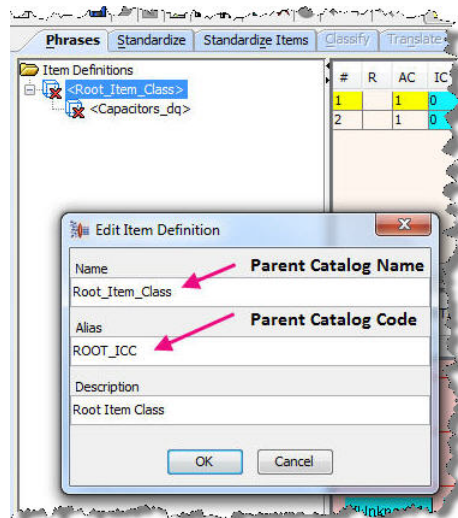 Phrases Standardize Standardize Items Classify Translate
Item Definitions
<Root_Item_Class>
<Capacitors_dq>
# R AC IC
1 1 0
2 1 0
Edit Item Definition
Name
Parent Catalog Name
Root_Item_Class
Alias
Parent Catalog Code
ROOT_ICC
Description
Root Item Class
OK Cancel